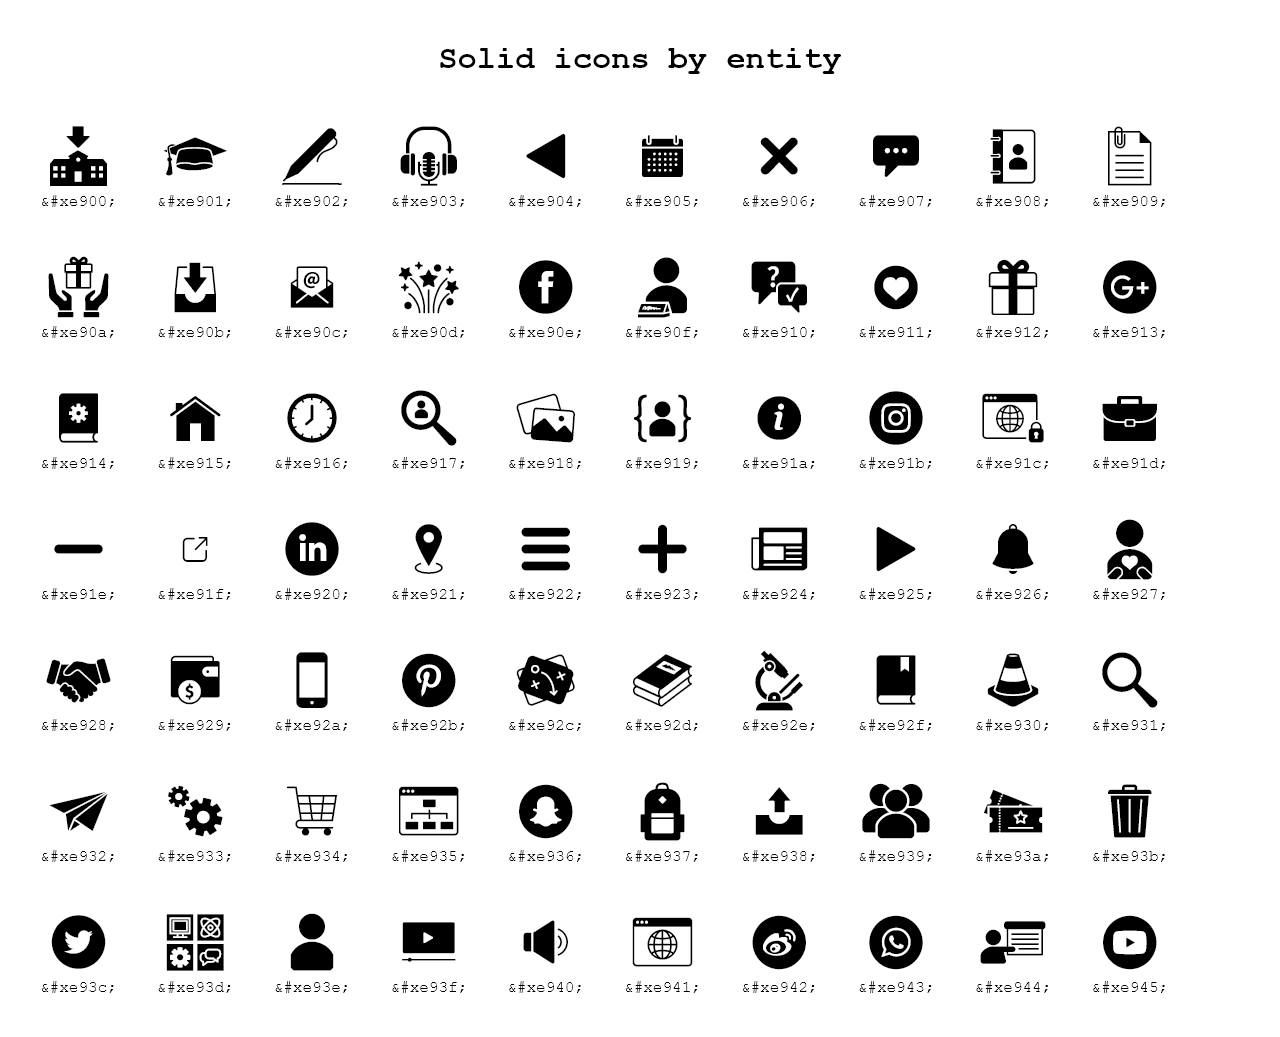 Solid icons by entity
&#xe900; &#xe901; &#xe902; &#xe903; &#xe904; &#xe905; &#xe906; &#xe907; &#xe908; &#xe909;
&#xe90a; &#xe90b; &#xe90c; &#xe90d; &#xe90e; &#xe90f; &#xe910; &#xe911; &#xe912; &#xe913;
&#xe914; &#xe915; &#xe916; &#xe917; &#xe918; &#xe919; &#xe91a; &#xe91b; &#xe91c; &#xe91d;
&#xe91e; &#xe91f; &#xe920; &#xe921; &#xe922; &#xe923; &#xe924; &#xe925; &#xe926; &#xe927;
&#xe928; &#xe929; &#xe92a; &#xe92b; &#xe92c; &#xe92d; &#xe92e; &#xe92f; &#xe930; &#xe931;
&#xe932; &#xe933; &#xe934; &#xe935; &#xe936; &#xe937; &#xe938; &#xe939; &#xe93a; &#xe93b;
&#xe93c; &#xe93d; &#xe93e; &#xe93f; &#xe940; &#xe941; &#xe942; &#xe943; &#xe944; &#xe945;